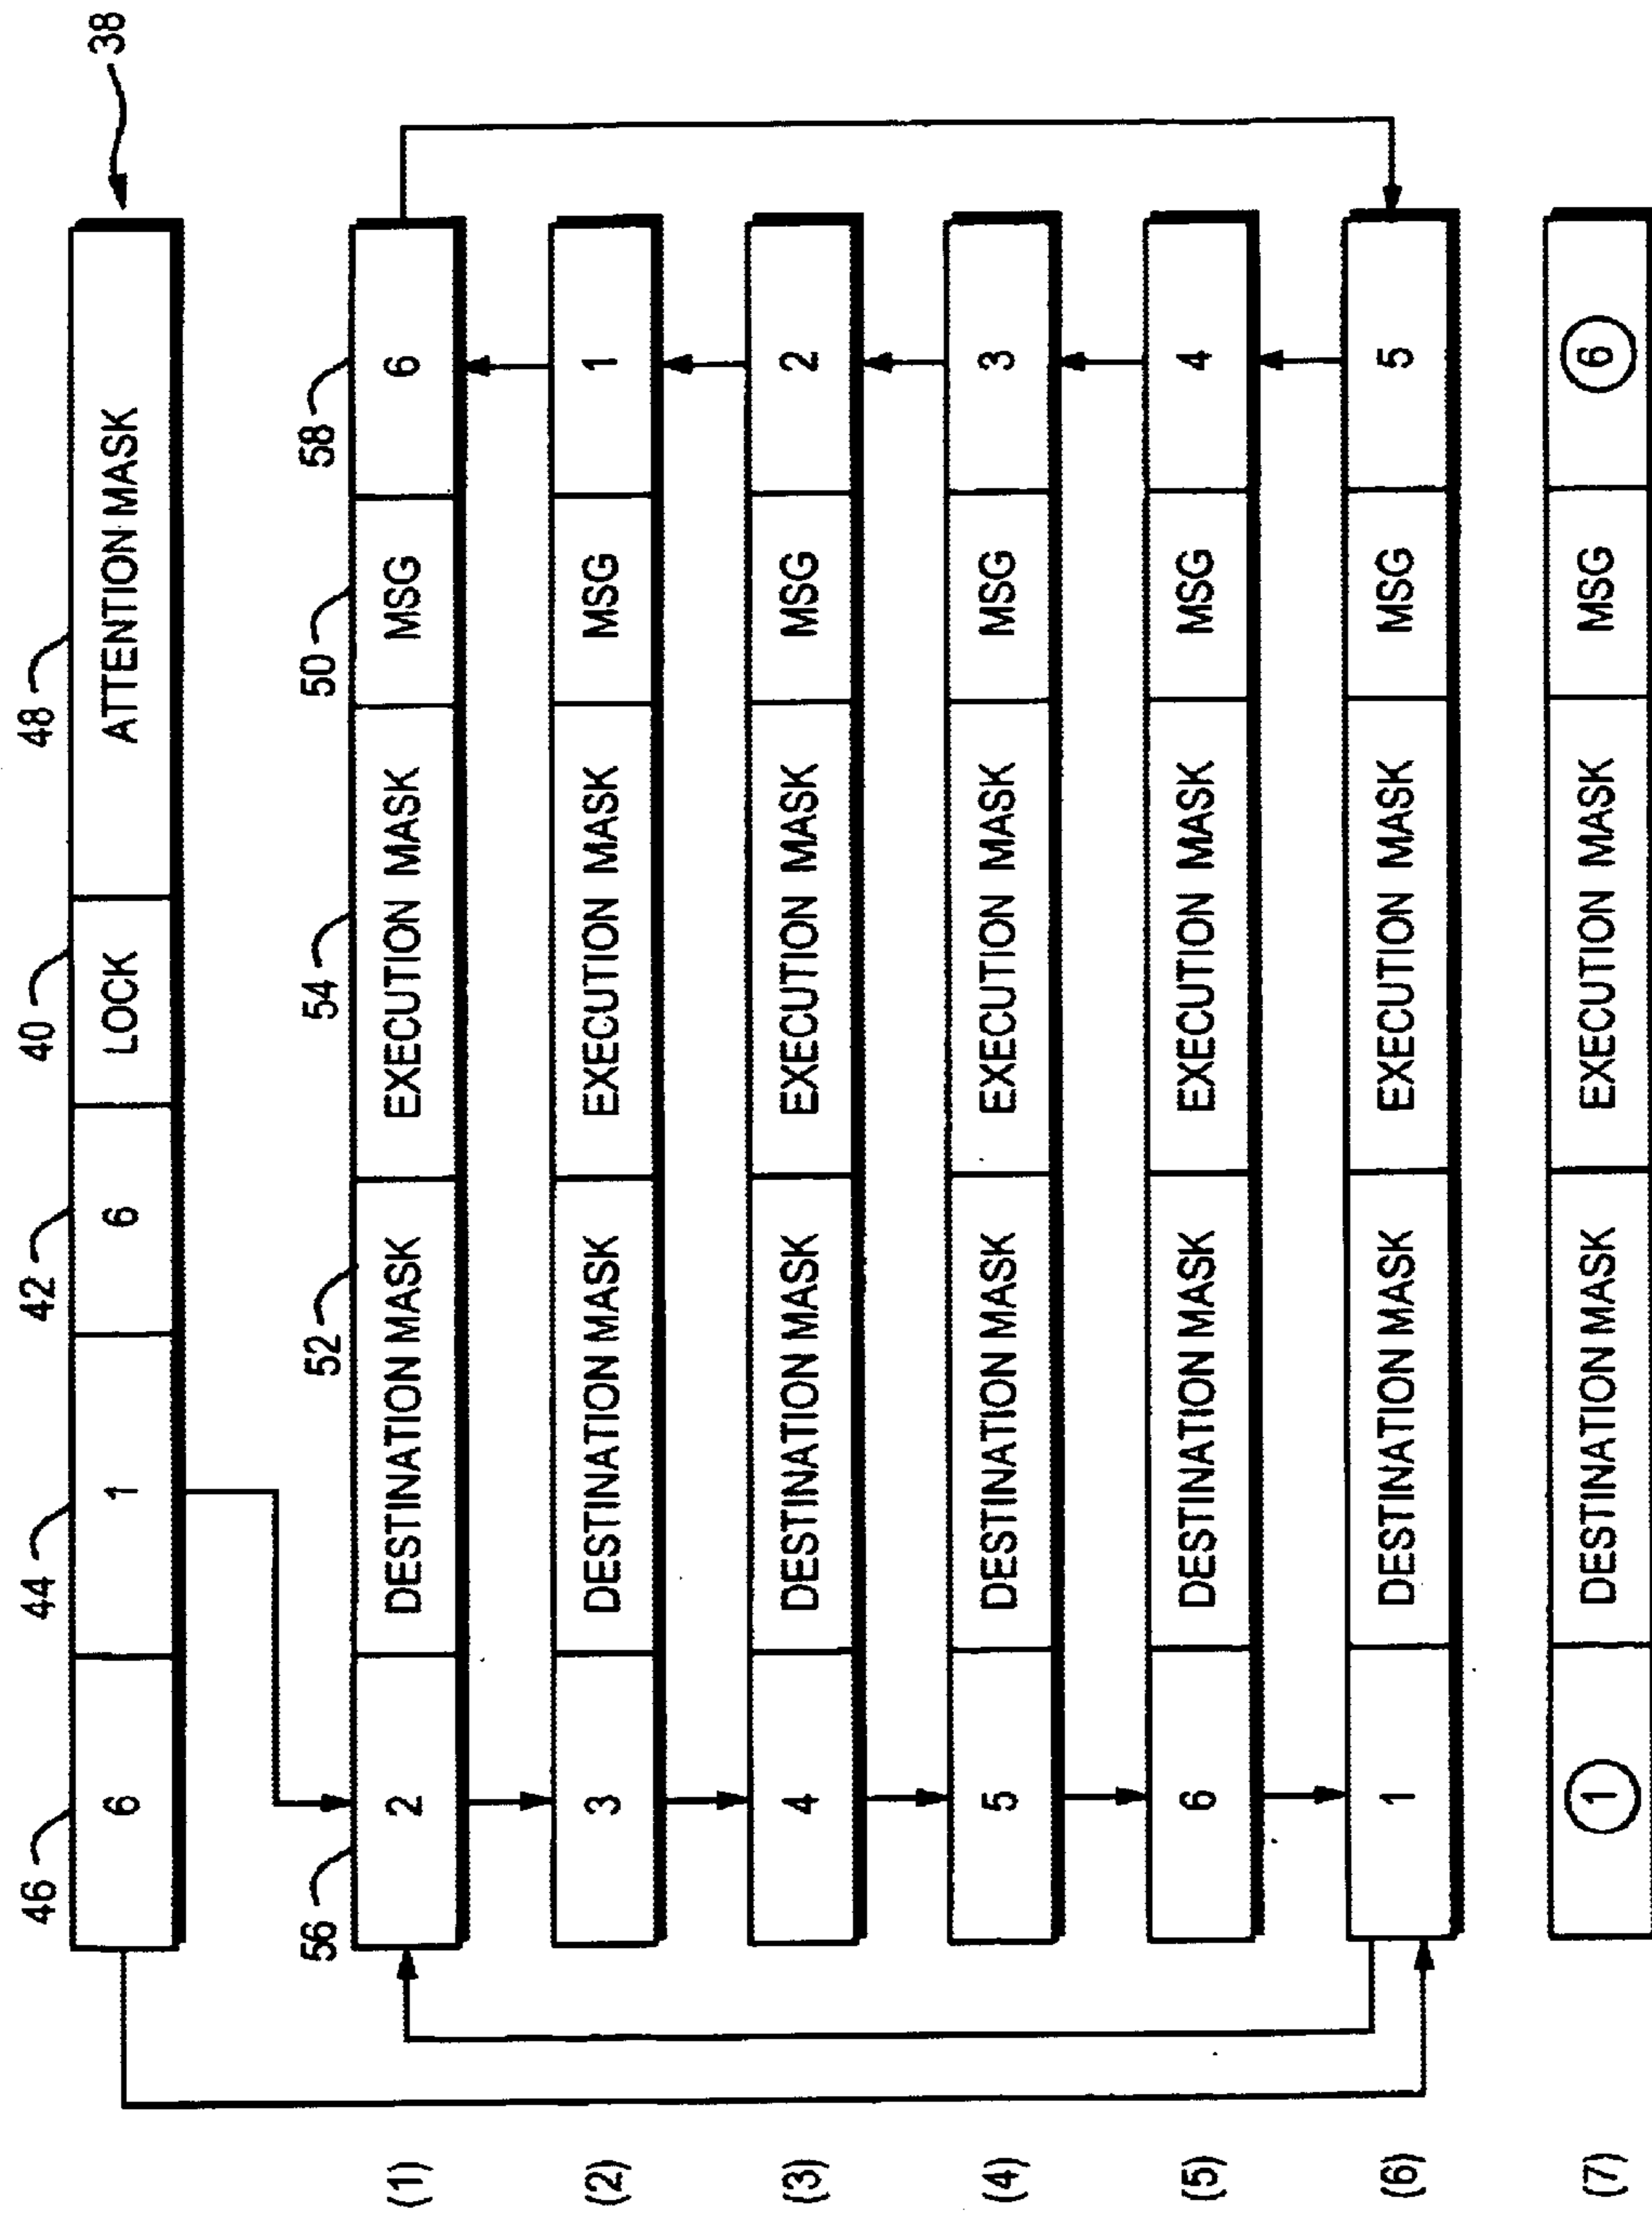 46 44 42 40 48
6 1 6 LOCK ATTENTION MASK 38
56 52 54 50 58
(1) 2 DESTINATION MASK EXECUTION MASK MSG 6
(2) 3 DESTINATION MASK EXECUTION MASK MSG 1
(3) 4 DESTINATION MASK EXECUTION MASK MSG 2
(4) 5 DESTINATION MASK EXECUTION MASK MSG 3
(5) 6 DESTINATION MASK EXECUTION MASK MSG 4
(6) 1 DESTINATION MASK EXECUTION MASK MSG 5
(7) 1 DESTINATION MASK EXECUTION MASK MSG 6